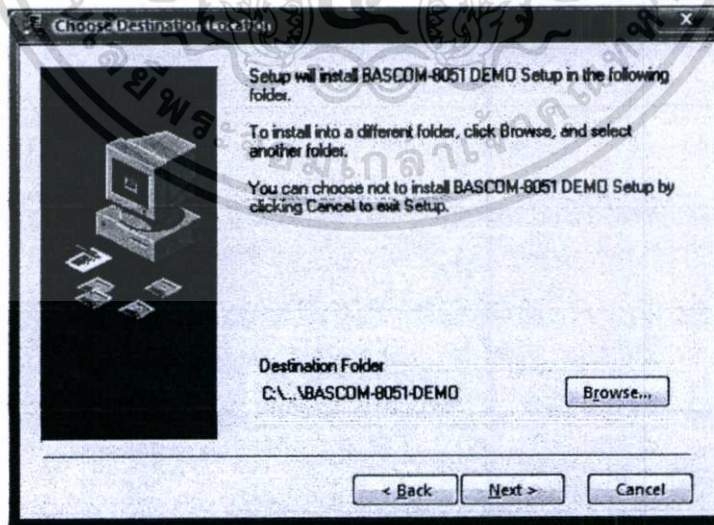 Choose Destination Location
Setup will install BASCOM-8051 DEMO Setup in the following
folder.
To install into a different folder, click Browse, and select
another folder.
You can choose not to install BASCOM-8051 DEMO Setup by
clicking Cancel to exit Setup.
Destination Folder
C:\...\BASCOM-8051-DEMO
Browse...
< Back
Next >
Cancel